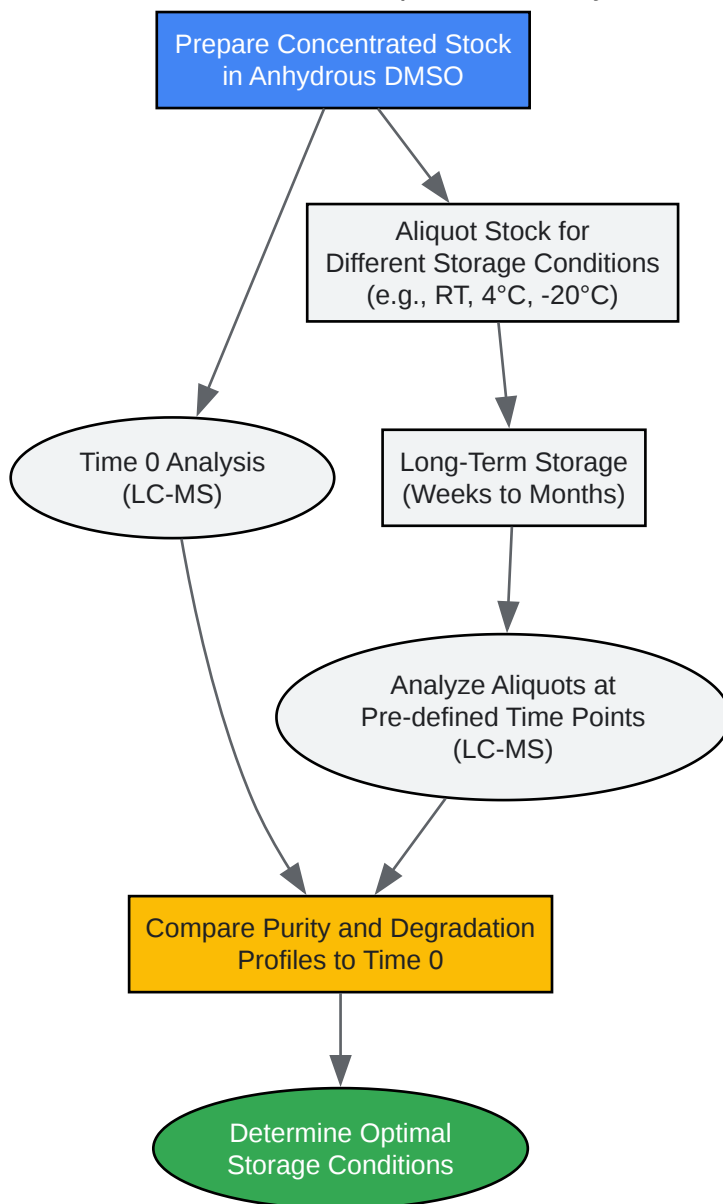 Prepare Concentrated Stock
in Anhydrous DMSO
Aliquot Stock for
Different Storage Conditions
(e.g., RT, 4°C, -20°C)
Time 0 Analysis
(LC-MS)
Long-Term Storage
(Weeks to Months)
Analyze Aliquots at
Pre-defined Time Points
(LC-MS)
Compare Purity and Degradation
Profiles to Time 0
Determine Optimal
Storage Conditions